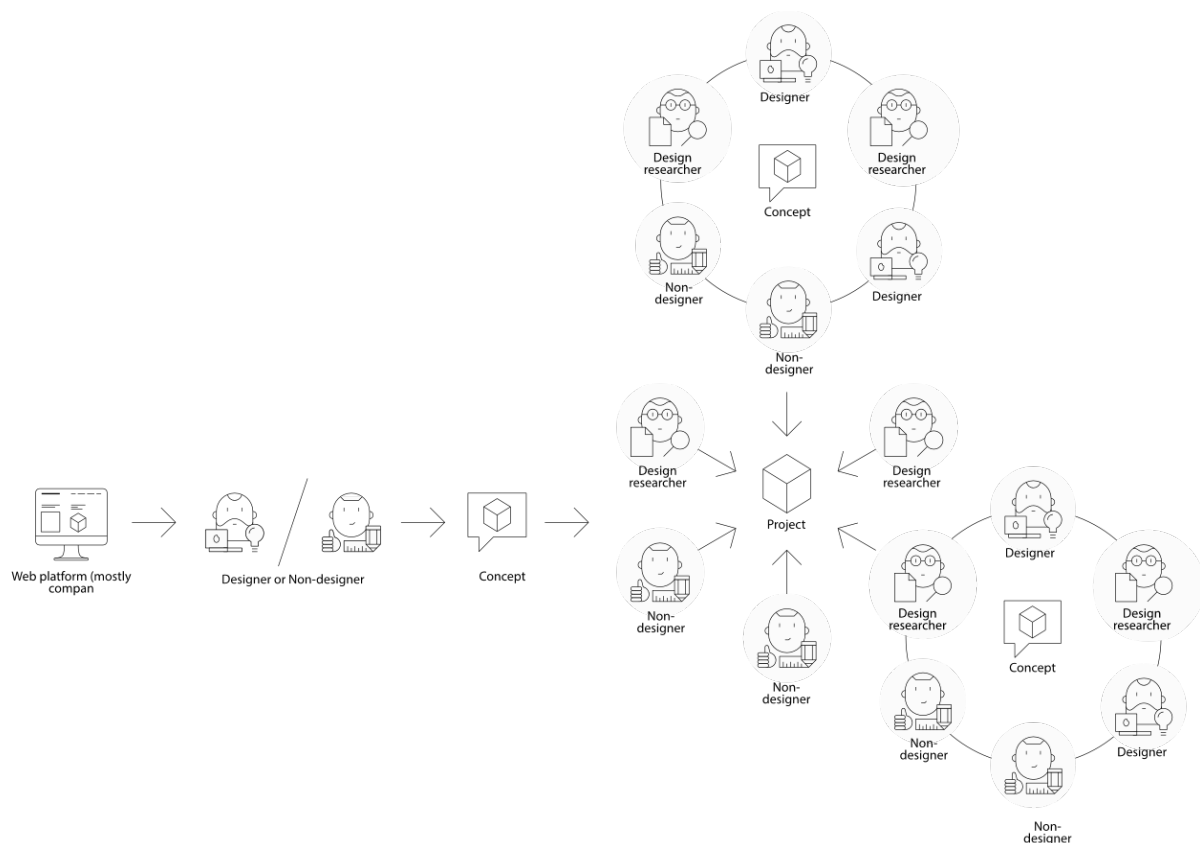 Designer
Design
researcher
Design
researcher
Concept
Non-
designer
Designer
Non-
designer
Design
researcher
Design
researcher
Project
Web platform (mostly
compan
Designer or Non-designer
Concept
Non-
designer
Non-
designer
Designer
Design
researcher
Design
researcher
Concept
Non-
designer
Designer
Non-
designer